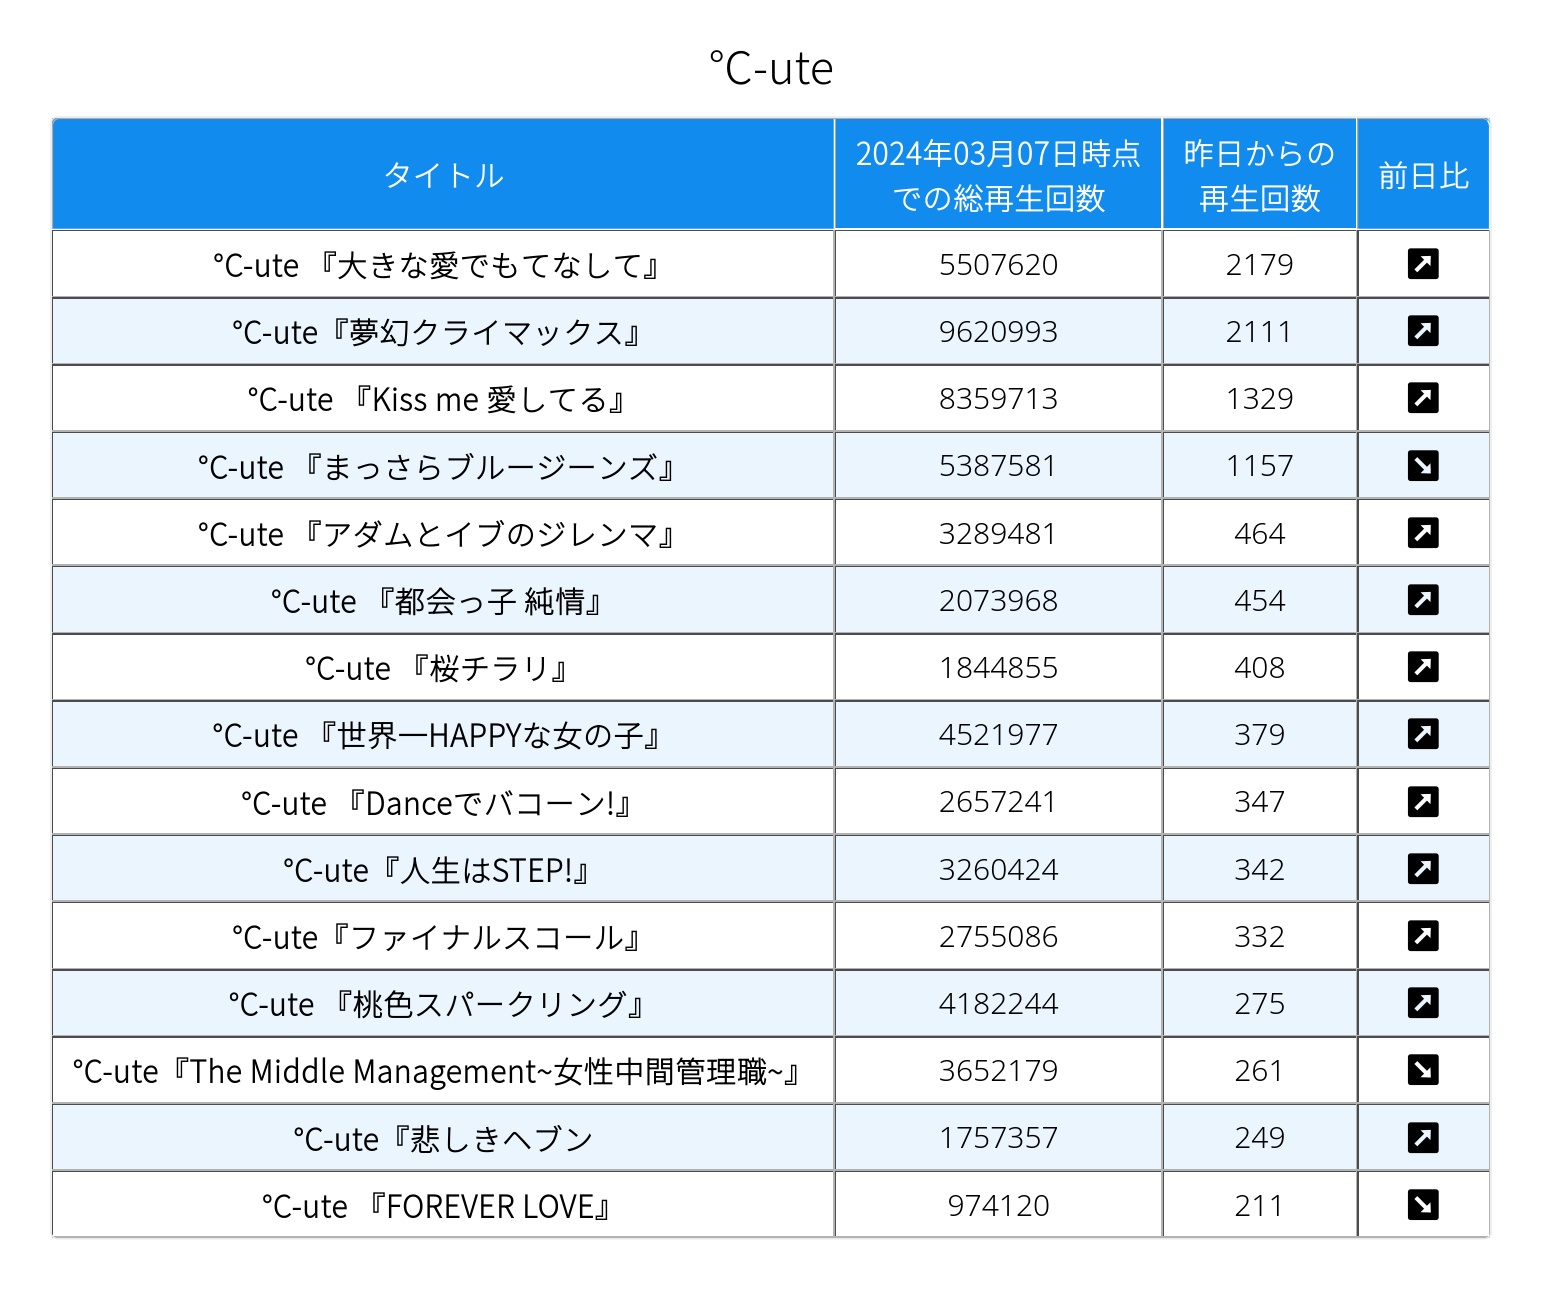 ℃-ute
タイトル
2024年03月07日時点
での総再生回数
昨日からの
再生回数
前日比
℃-ute 『大きな愛でもてなして』 5507620 2179 ↗
℃-ute『夢幻クライマックス』 9620993 2111 ↗
℃-ute 『Kiss me 愛してる』 8359713 1329 ↗
℃-ute 『まっさらブルージーンズ』 5387581 1157 ↘
℃-ute 『アダムとイブのジレンマ』 3289481 464 ↗
℃-ute 『都会っ子 純情』 2073968 454 ↗
℃-ute 『桜チラリ』 1844855 408 ↗
℃-ute 『世界一HAPPYな女の子』 4521977 379 ↗
℃-ute 『Danceでバコーン!』 2657241 347 ↗
℃-ute『人生はSTEP!』 3260424 342 ↗
℃-ute『ファイナルスコール』 2755086 332 ↗
℃-ute 『桃色スパークリング』 4182244 275 ↗
℃-ute『The Middle Management~女性中間管理職~』 3652179 261 ↘
℃-ute『悲しきヘブン 1757357 249 ↗
℃-ute 『FOREVER LOVE』 974120 211 ↘